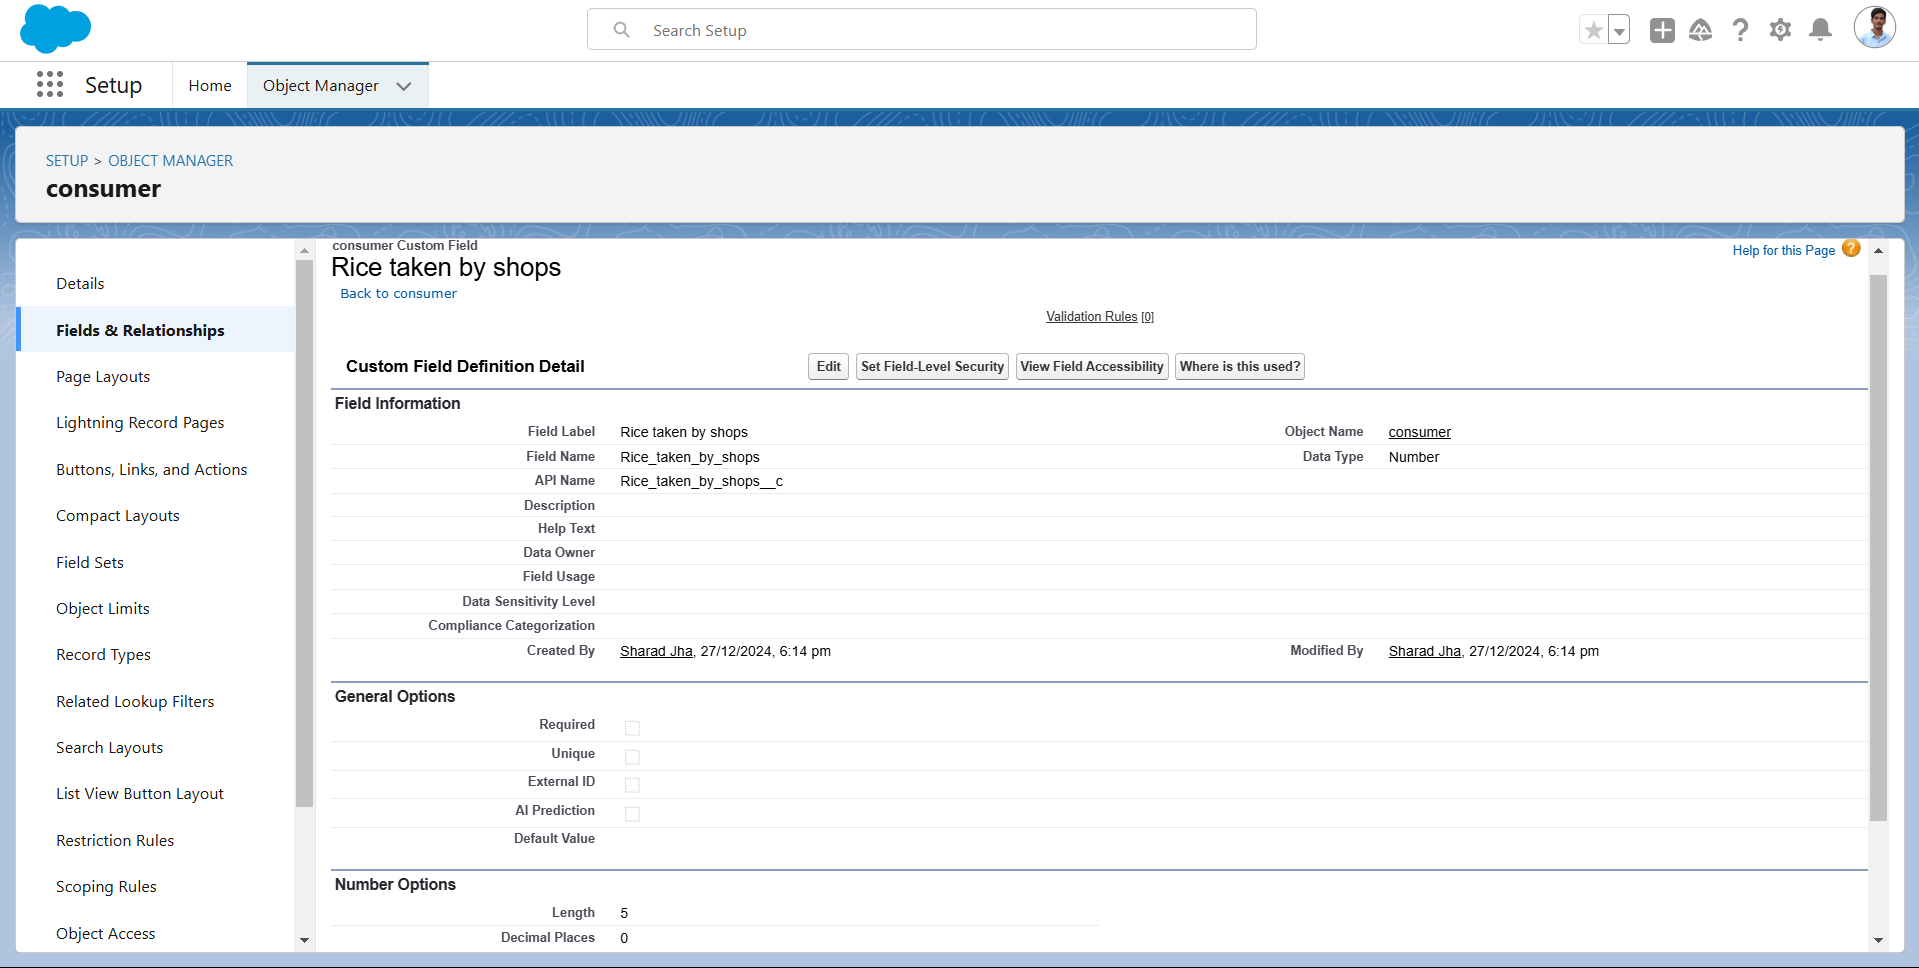 Search Setup
Setup
Home
Object Manager
SETUP > OBJECT MANAGER
consumer
Details
Fields & Relationships
Page Layouts
Lightning Record Pages
Buttons, Links, and Actions
Compact Layouts
Field Sets
Object Limits
Record Types
Related Lookup Filters
Search Layouts
List View Button Layout
Restriction Rules
Scoping Rules
Object Access
consumer Custom Field
Rice taken by shops
Back to consumer
Help for this Page ?
Validation Rules [0]
Custom Field Definition Detail
Edit
Set Field-Level Security
View Field Accessibility
Where is this used?
Field Information
Field Label Rice taken by shops
Object Name consumer
Field Name Rice_taken_by_shops
Data Type Number
API Name Rice_taken_by_shops__c
Description
Help Text
Data Owner
Field Usage
Data Sensitivity Level
Compliance Categorization
Created By Sharad Jha, 27/12/2024, 6:14 pm
Modified By Sharad Jha, 27/12/2024, 6:14 pm
General Options
Required
Unique
External ID
AI Prediction
Default Value
Number Options
Length 5
Decimal Places 0